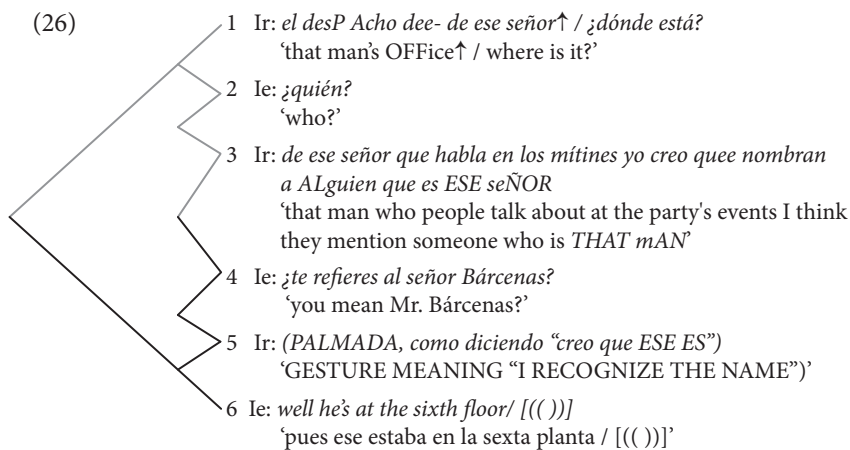 (26)
1 Ir: el desP Acho dee- de ese señor↑ / ¿dónde está?
‘that man's OFFice↑ / where is it?’
2 Ie: ¿quién?
‘who?’
3 Ir: de ese señor que habla en los mítines yo creo quee nombran
a ALguien que es ESE seÑOR
‘that man who people talk about at the party's events I think
they mention someone who is THAT mAN’
4 Ie: ¿te refieres al señor Bárcenas?
‘you mean Mr. Bárcenas?’
5 Ir: (PALMADA, como diciendo “creo que ESE ES”)
‘GESTURE MEANING “I RECOGNIZE THE NAME”)’
6 Ie: well he's at the sixth floor/ [(( ))]
‘pues ese estaba en la sexta planta / [(( ))]’